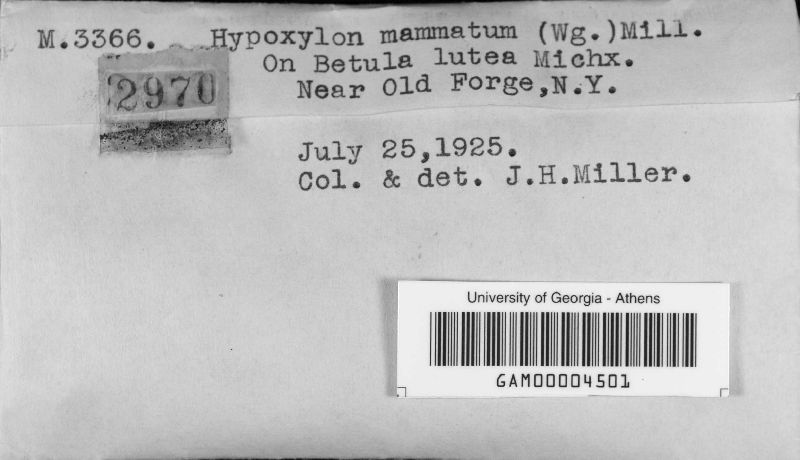 M.3366. Hypoxylon mammatum (Wg.)Mill.
On Betula lutea Michx.
2970
Near Old Forge,N.Y.
July 25,1925.
Col. & det. J.H.Miller.
University of Georgia - Athens
GAM00004501